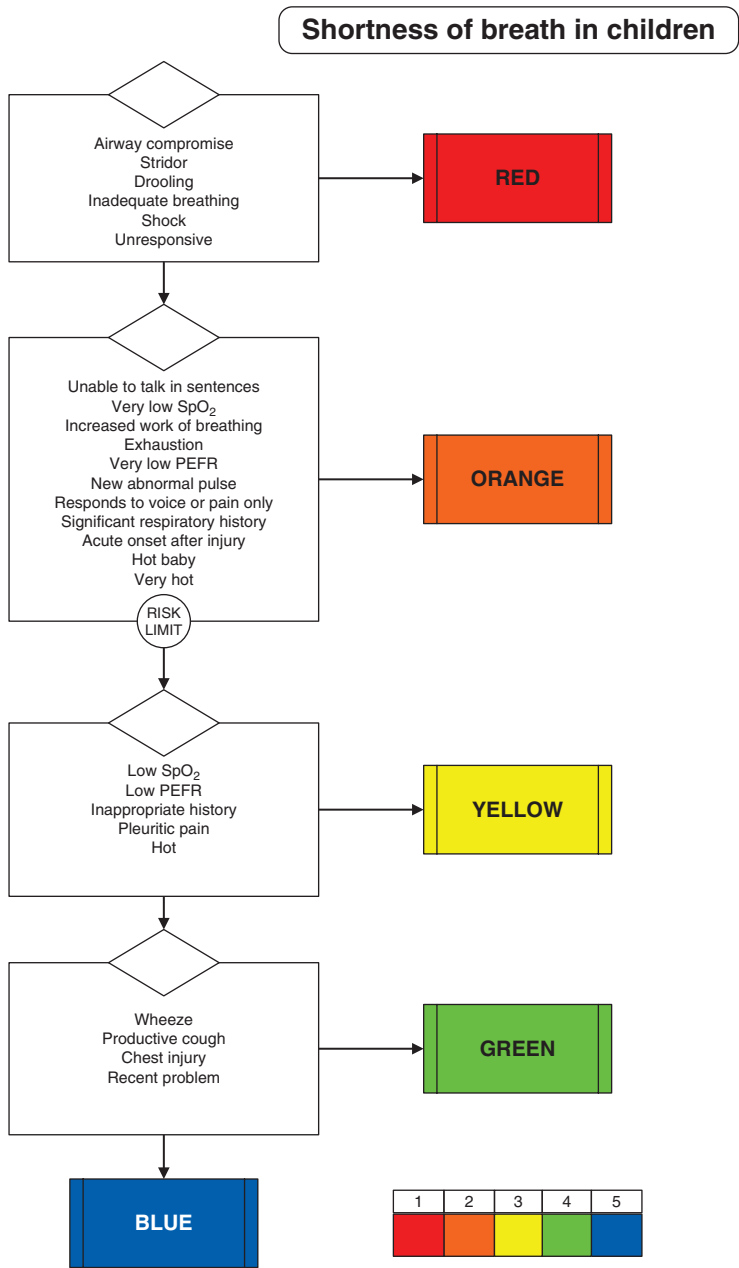 Shortness of breath in children
Airway compromise
Stridor
Drooling
Inadequate breathing
Shock
Unresponsive
RED
Unable to talk in sentences
Very low SpO₂
Increased work of breathing
Exhaustion
Very low PEFR
New abnormal pulse
Responds to voice or pain only
Significant respiratory history
Acute onset after injury
Hot baby
Very hot
ORANGE
RISK
LIMIT
Low SpO₂
Low PEFR
Inappropriate history
Pleuritic pain
Hot
YELLOW
Wheeze
Productive cough
Chest injury
Recent problem
GREEN
BLUE
1 2 3 4 5